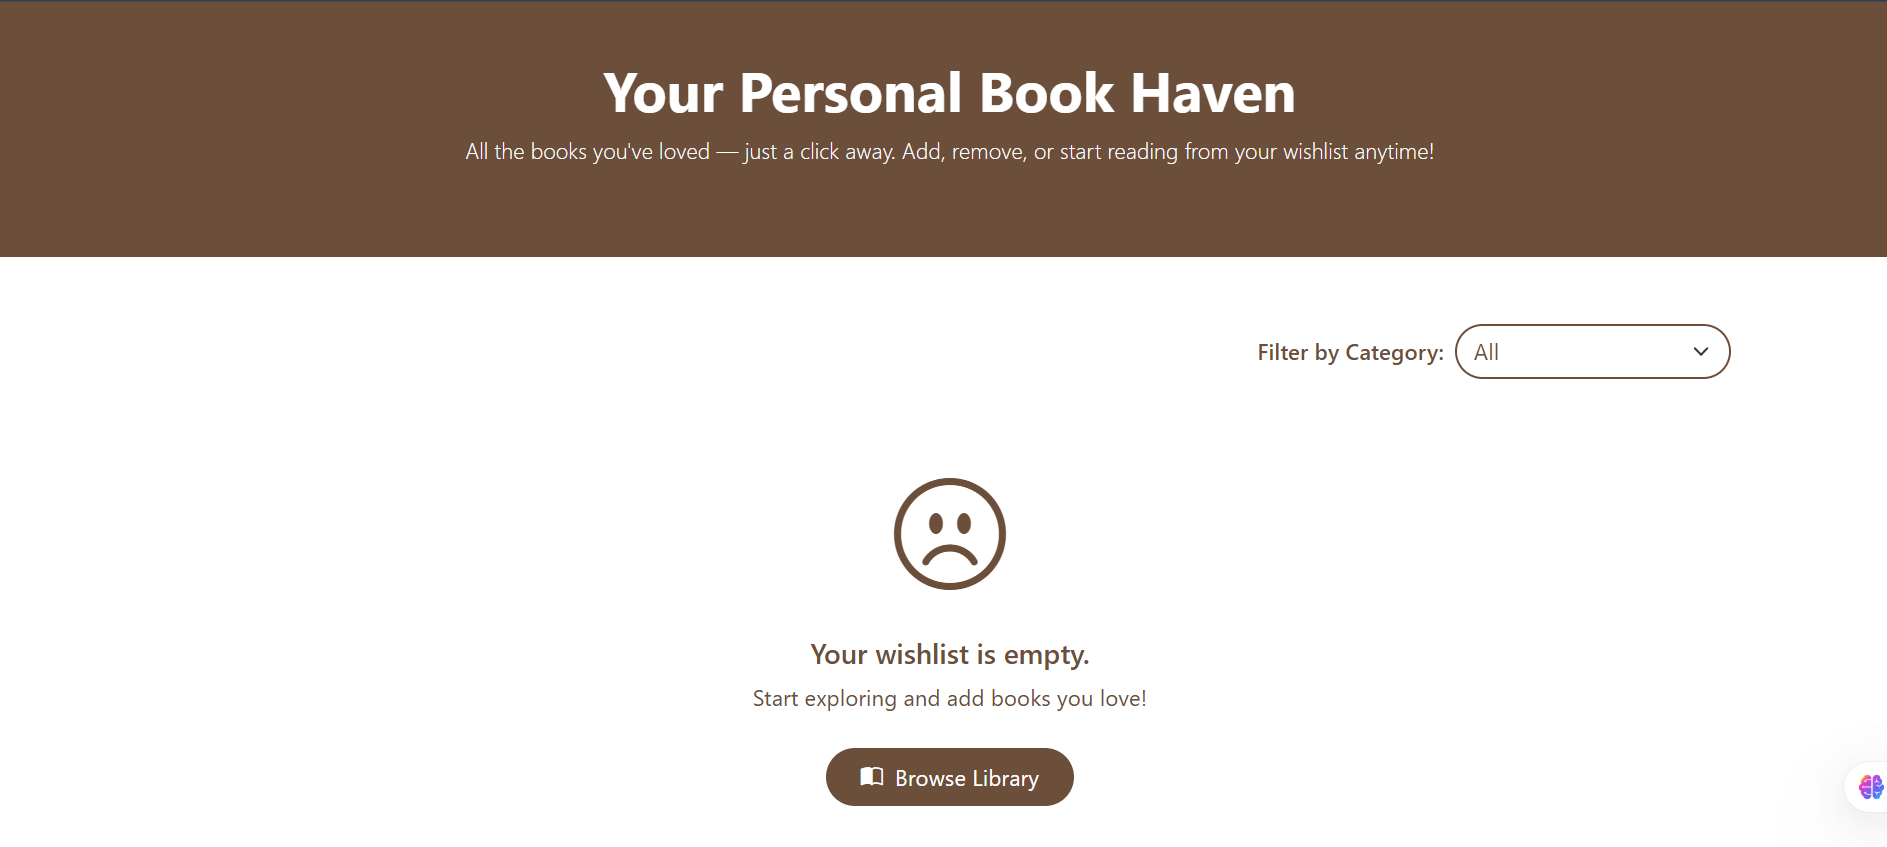 Your Personal Book Haven
All the books you've loved — just a click away. Add, remove, or start reading from your wishlist anytime!
Filter by Category: All
Your wishlist is empty.
Start exploring and add books you love!
Browse Library